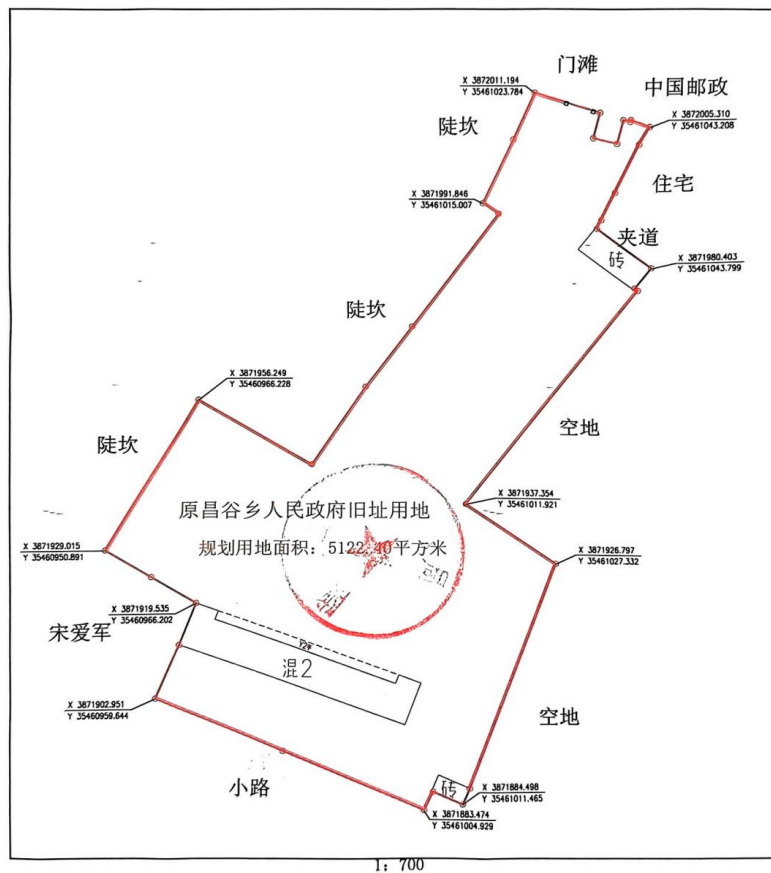 门滩
X 3872011.194
Y 35461023.784
中国邮政
X 3872005.310
Y 35461043.208
陡坎
住宅
X 3871991.846
Y 35461015.007
夹道
砖
X 3871980.403
Y 35461043.799
陡坎
X 3871956.249
Y 35460966.228
空地
陡坎
X 3871937.354
Y 35461011.921
原昌谷乡人民政府旧址用地
规划用地面积：5122.40平方米
X 3871929.015
Y 35460950.891
X 3871926.797
Y 35461027.332
X 3871919.535
Y 35460966.202
宋爱军
混2
X 3871902.951
Y 35460959.644
空地
小路
砖
X 3871884.498
Y 35461011.465
X 3871883.474
Y 35461004.929
1：700